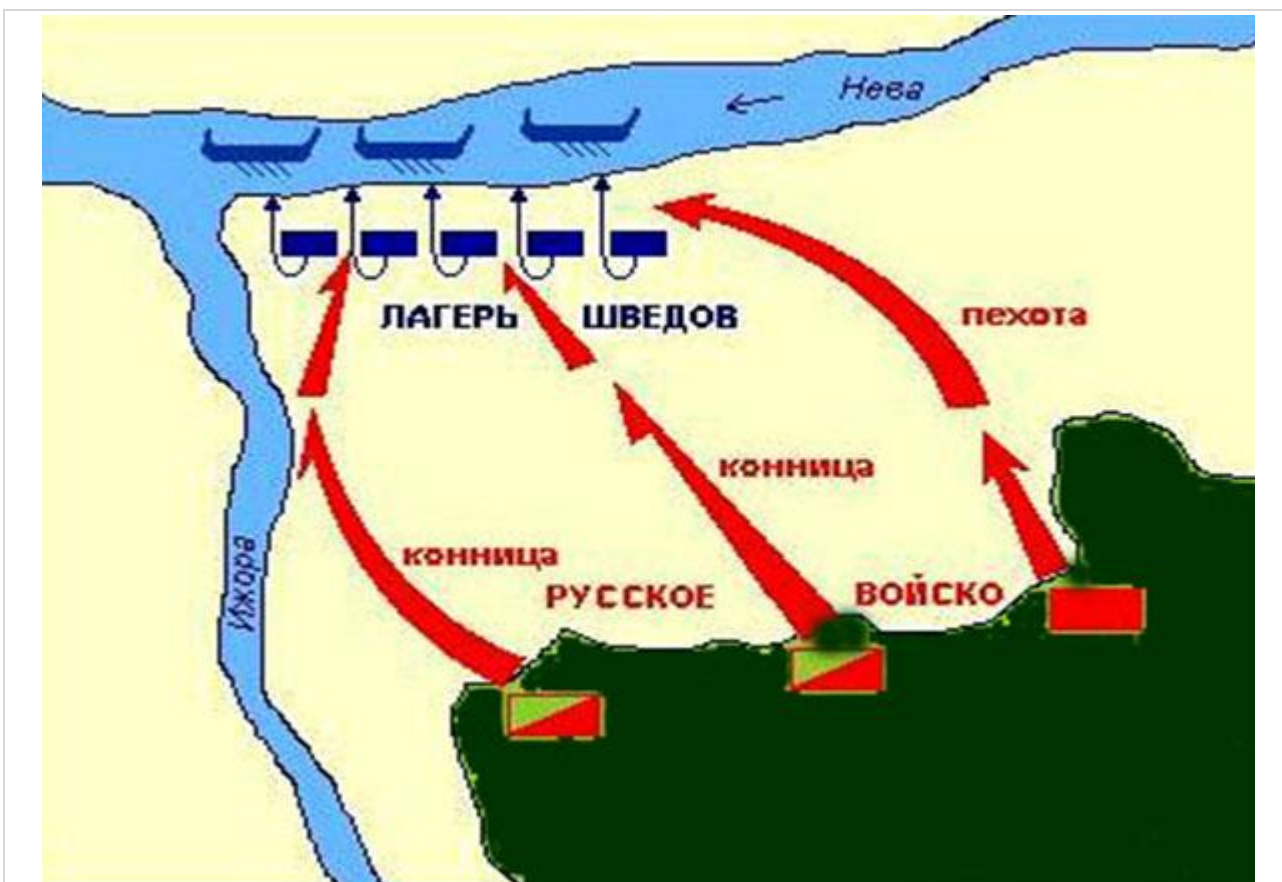 Нева
ЛАГЕРЬ ШВЕДОВ
пехота
конница
конница
РУССКОЕ ВОЙСКО
Ижора